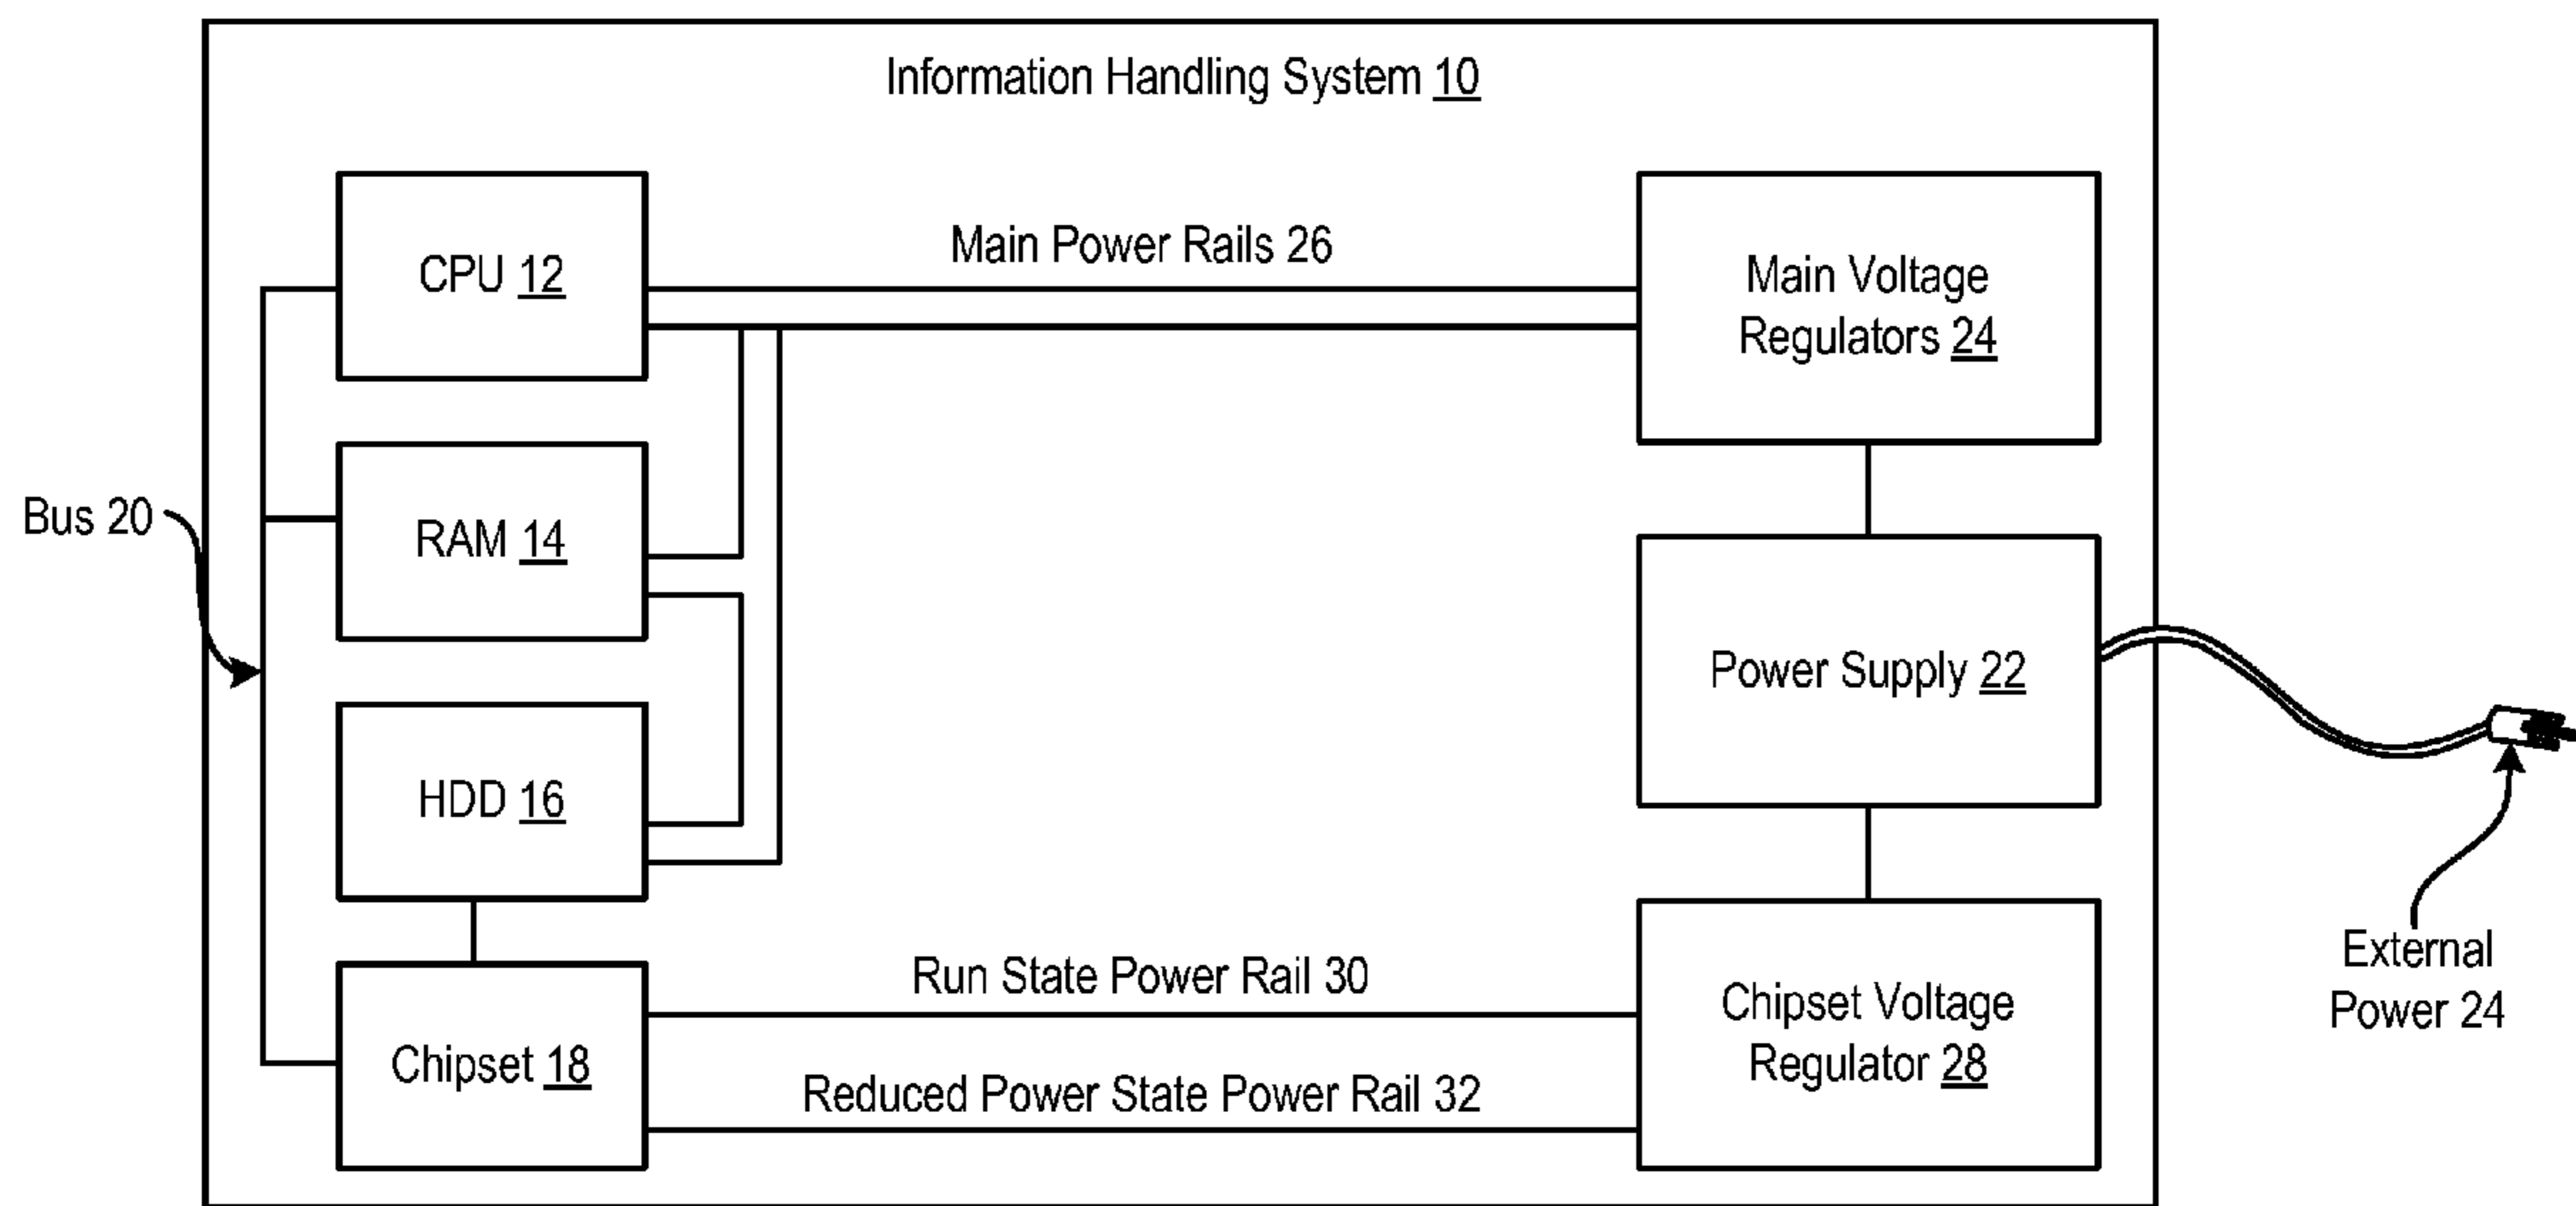 Information Handling System 10
CPU 12
Main Power Rails 26
Main Voltage
Regulators 24
Bus 20
RAM 14
Power Supply 22
HDD 16
External
Power 24
Run State Power Rail 30
Chipset Voltage
Regulator 28
Chipset 18
Reduced Power State Power Rail 32